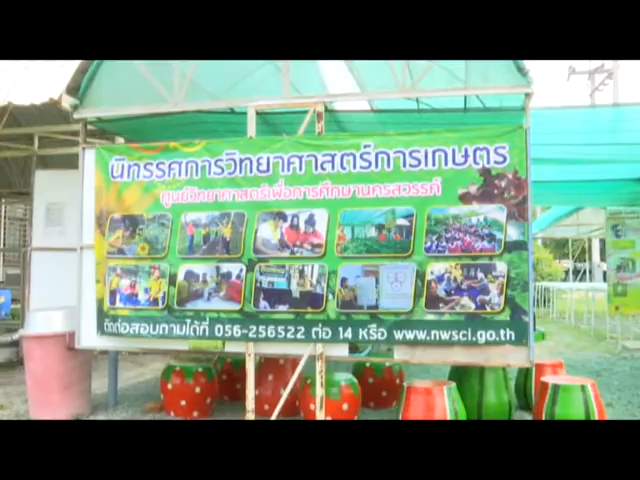 นิทรรศการวิทยาศาสตร์การเกษตร
ศูนย์วิทยาศาสตร์เพื่อการศึกษานครสวรรค์
ติดต่อสอบถามได้ที่ 056-256522 ต่อ 14 หรือ www.nwsci.go.th